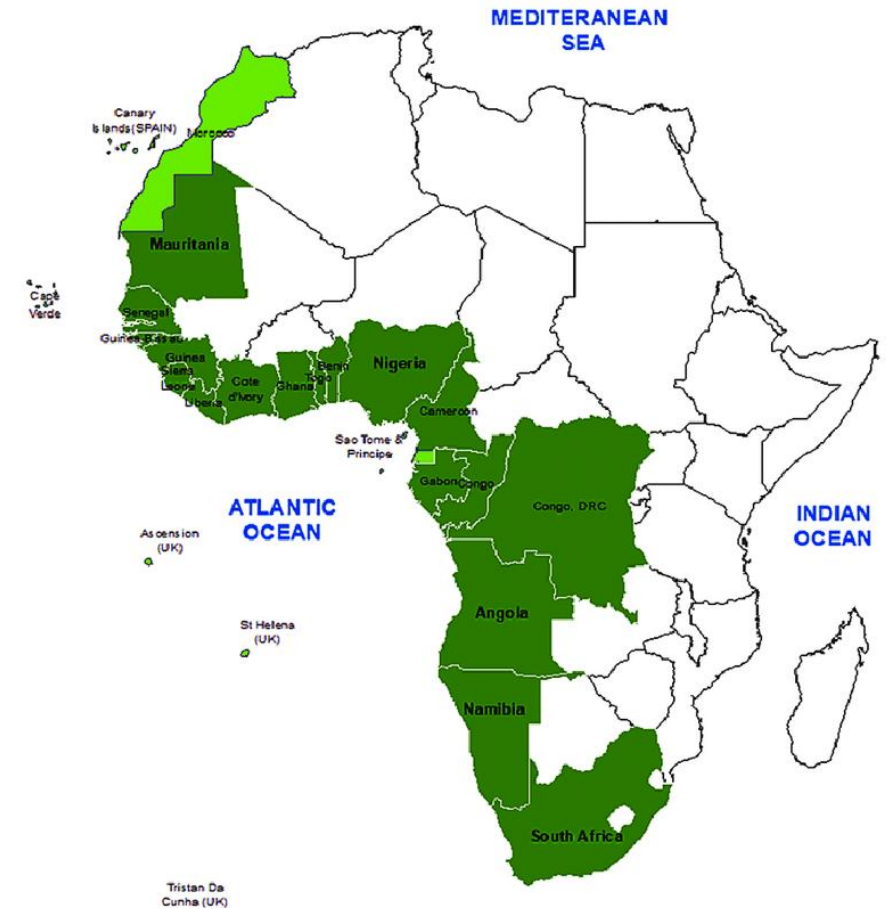 MEDITERANEAN
SEA
Canary
Islands(SPAIN)
Morocco
Mauritania
Cape
Verde
Senegal
Guinea-Bissau
Guinea
Sierra
Leone
Liberia
Cote
d'Ivory
Ghana
Togo
Benin
Nigeria
Cameroon
Sao Tome &
Principe
Gabon
Congo
Congo, DRC
ATLANTIC
OCEAN
INDIAN
OCEAN
Ascension
(UK)
St Hellena
(UK)
Angola
Namibia
South Africa
Tristan Da
Cunha (UK)